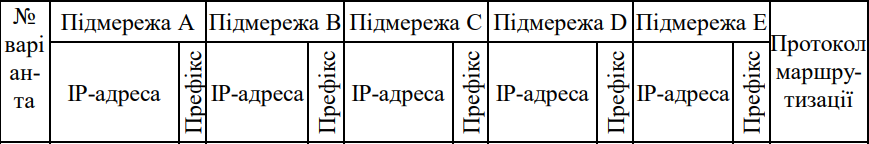 №
варі
ан-
та
Підмережа A
Підмережа B
Підмережа C
Підмережа D
Підмережа E
Протокол
маршру-
тизації
IP-адреса
Префікс
IP-адреса
Префікс
IP-адреса
Префікс
IP-адреса
Префікс
IP-адреса
Префікс